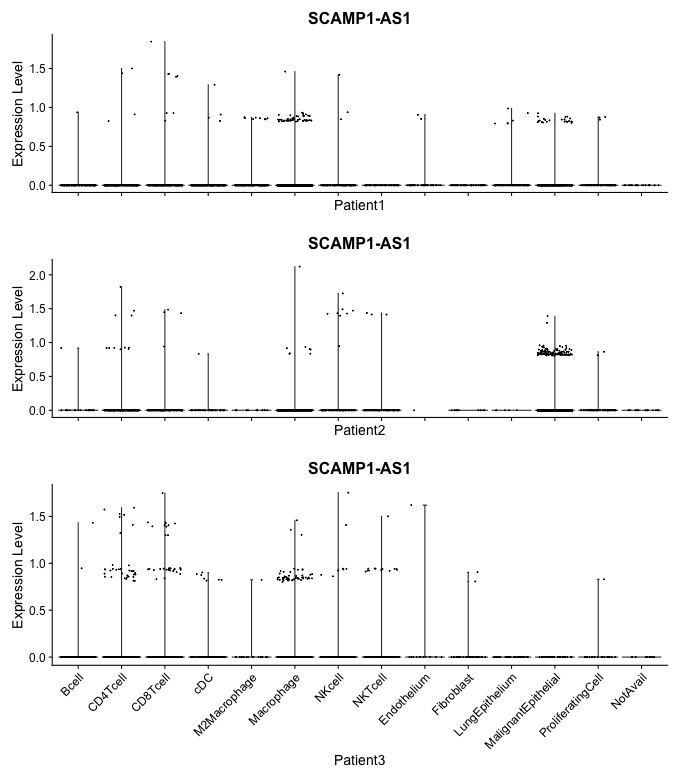 SCAMP1-AS1
Expression Level
1.5
1.0
0.5
0.0
Patient1
SCAMP1-AS1
Expression Level
2.0
1.5
1.0
0.5
0.0
Patient2
SCAMP1-AS1
Expression Level
1.5
1.0
0.5
0.0
Bcell
CD4Tcell
CD8Tcell
cDC
M2Macrophage
Macrophage
NKcell
NKTcell
Endothelium
Fibroblast
LungEpithelium
MalignantEpithelial
ProliferatingCell
NotAvail
Patient3